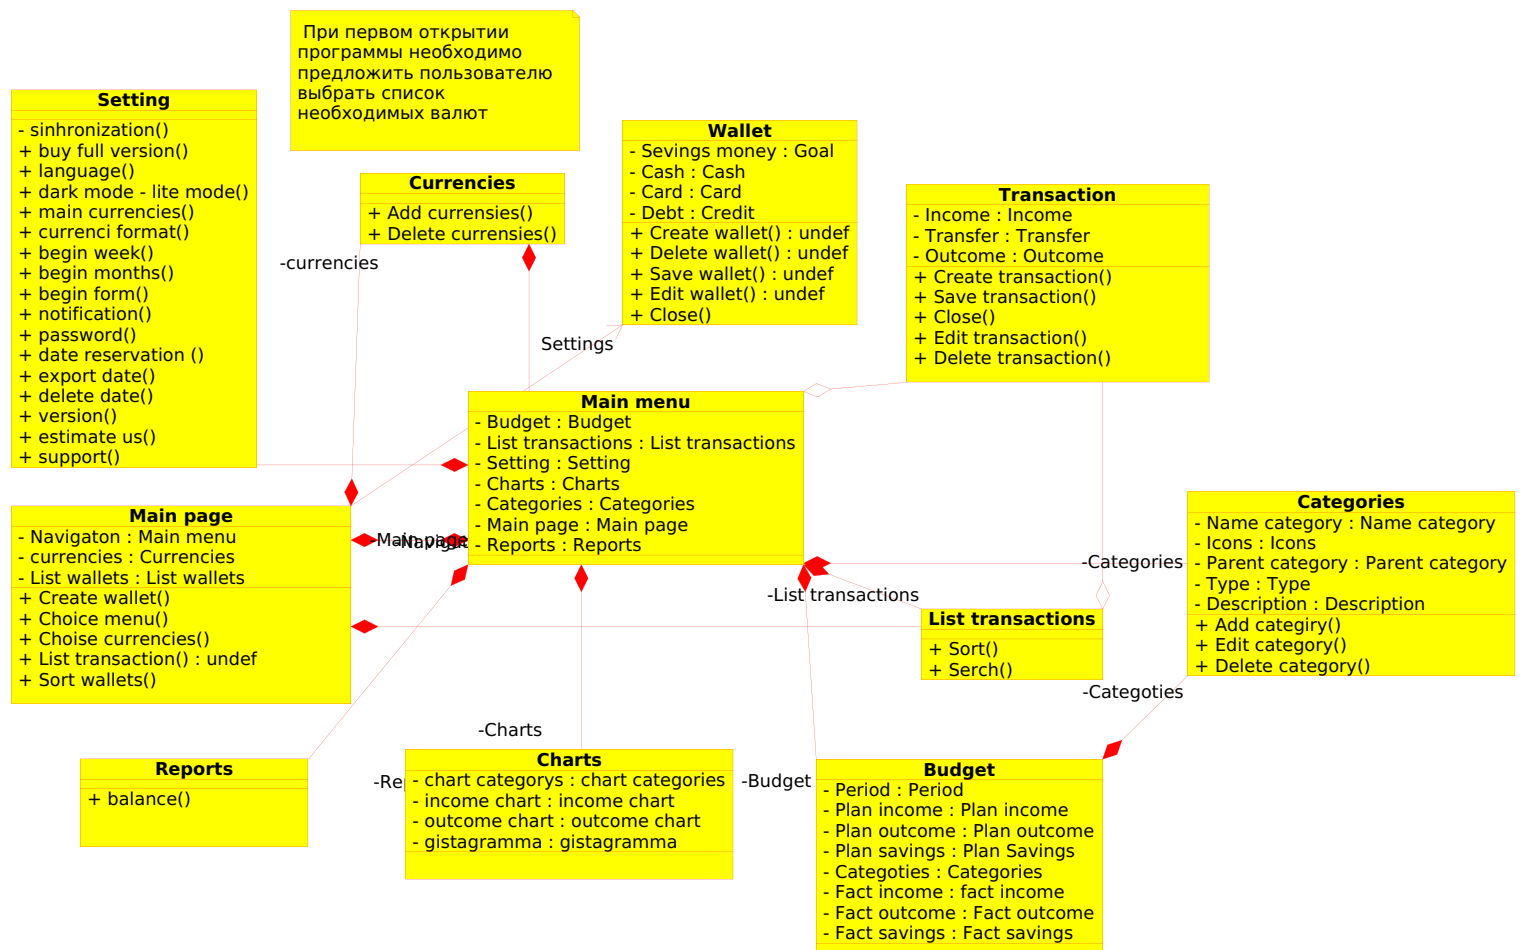 При первом открытии
программы необходимо
предложить пользователю
выбрать список
необходимых валют
Setting
- sinhronization()
+ buy full version()
+ language()
+ dark mode - lite mode()
+ main currencies()
+ currenci format()
+ begin week()
+ begin months()
+ begin form()
+ notification()
+ password()
+ date reservation ()
+ export date()
+ delete date()
+ version()
+ estimate us()
+ support()
Currencies
+ Add currensies()
+ Delete currensies()
-currencies
Wallet
- Sevings money : Goal
- Cash : Cash
- Card : Card
- Debt : Credit
+ Create wallet() : undef
+ Delete wallet() : undef
+ Save wallet() : undef
+ Edit wallet() : undef
+ Close()
Settings
Transaction
- Income : Income
- Transfer : Transfer
- Outcome : Outcome
+ Create transaction()
+ Save transaction()
+ Close()
+ Edit transaction()
+ Delete transaction()
Main menu
- Budget : Budget
- List transactions : List transactions
- Setting : Setting
- Charts : Charts
- Categories : Categories
- Main page : Main page
- Reports : Reports
Main page
- Navigaton : Main menu
- currencies : Currencies
- List wallets : List wallets
+ Create wallet()
+ Choice menu()
+ Choise currencies()
+ List transaction() : undef
+ Sort wallets()
-Main page
Categories
- Name category : Name category
- Icons : Icons
- Parent category : Parent category
- Type : Type
- Description : Description
+ Add categiry()
+ Edit category()
+ Delete category()
-Categories
-List transactions
List transactions
+ Sort()
+ Serch()
-Categoties
Reports
+ balance()
-Charts
Charts
- chart categorys : chart categories
- income chart : income chart
- outcome chart : outcome chart
- gistagramma : gistagramma
-Budget
Budget
- Period : Period
- Plan income : Plan income
- Plan outcome : Plan outcome
- Plan savings : Plan Savings
- Categoties : Categories
- Fact income : fact income
- Fact outcome : Fact outcome
- Fact savings : Fact savings